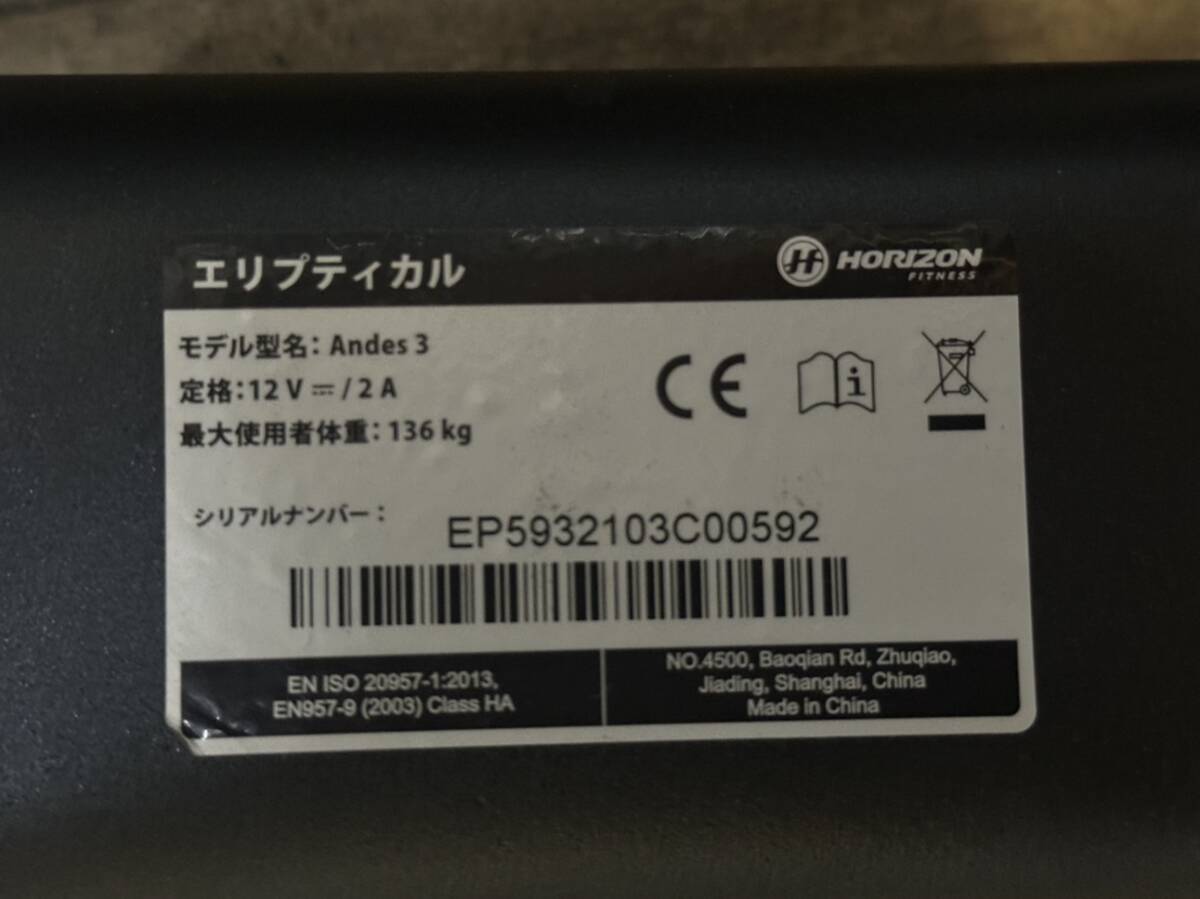 エリプティカル
HORIZON
FITNESS
モデル型名: Andes 3
定格: 12 V ⎓ / 2 A
最大使用者体重: 136 kg
CE
シリアルナンバー:
EP5932103C00592
EN ISO 20957-1:2013,
EN957-9 (2003) Class HA
NO.4500, Baoqian Rd, Zhuqiao,
Jiading, Shanghai, China
Made in China